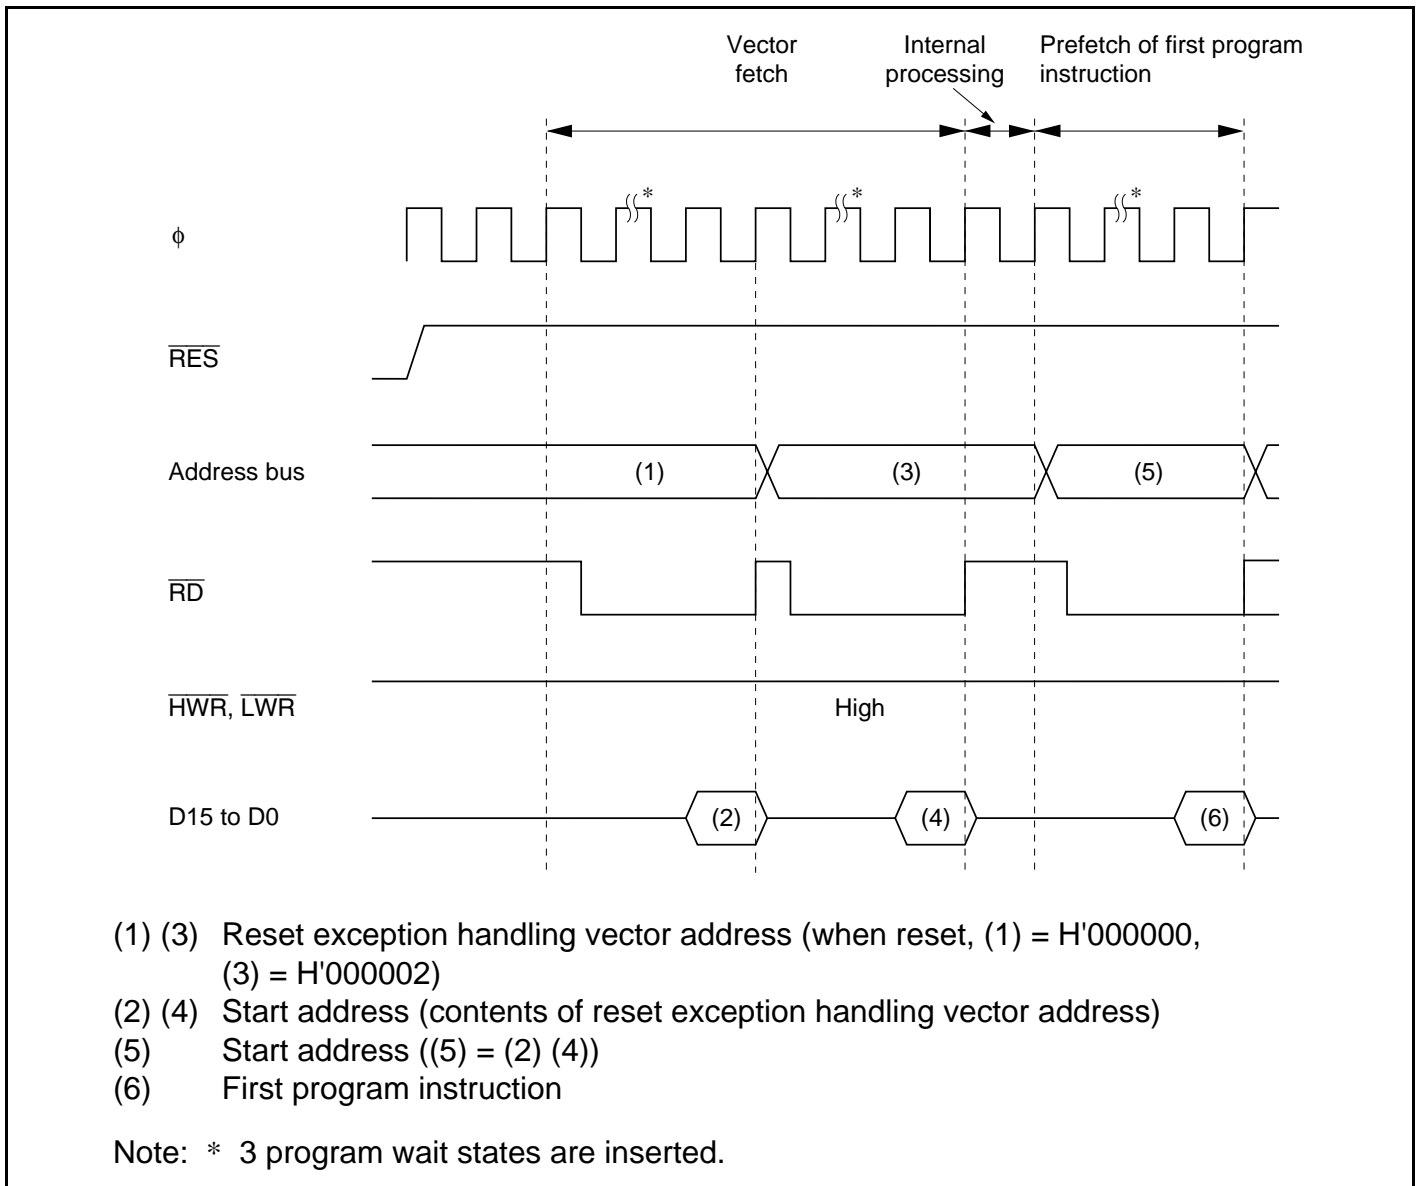 Vector fetch
Internal processing
Prefetch of first program instruction
* * *
ϕ
RES
Address bus (1) (3) (5)
RD
HWR, LWR High
D15 to D0 (2) (4) (6)
(1) (3) Reset exception handling vector address (when reset, (1) = H'000000,
(3) = H'000002)
(2) (4) Start address (contents of reset exception handling vector address)
(5) Start address ((5) = (2) (4))
(6) First program instruction
Note: * 3 program wait states are inserted.